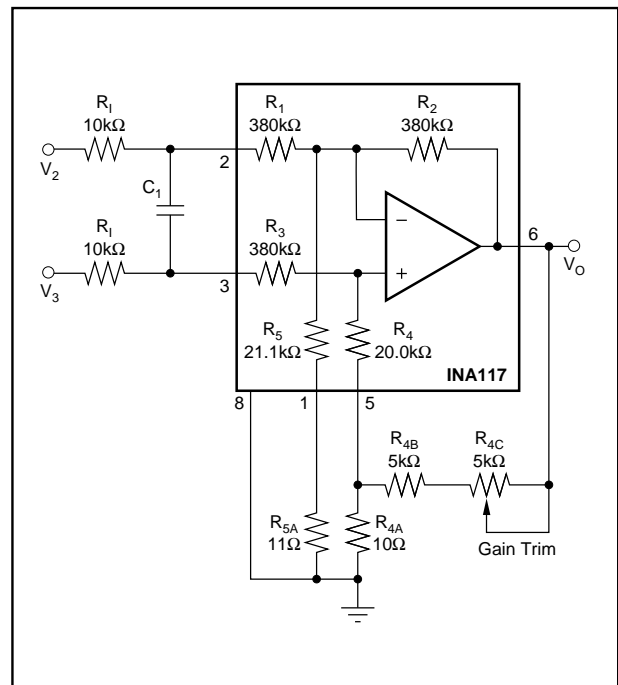 R_I
10kΩ
R_1
380kΩ
R_2
380kΩ
V_2
2
C_1
R_I
10kΩ
R_3
380kΩ
6
V_3
3
V_O
R_5
21.1kΩ
R_4
20.0kΩ
INA117
8
1
5
R_4B
5kΩ
R_4C
5kΩ
R_5A
11Ω
R_4A
10Ω
Gain Trim